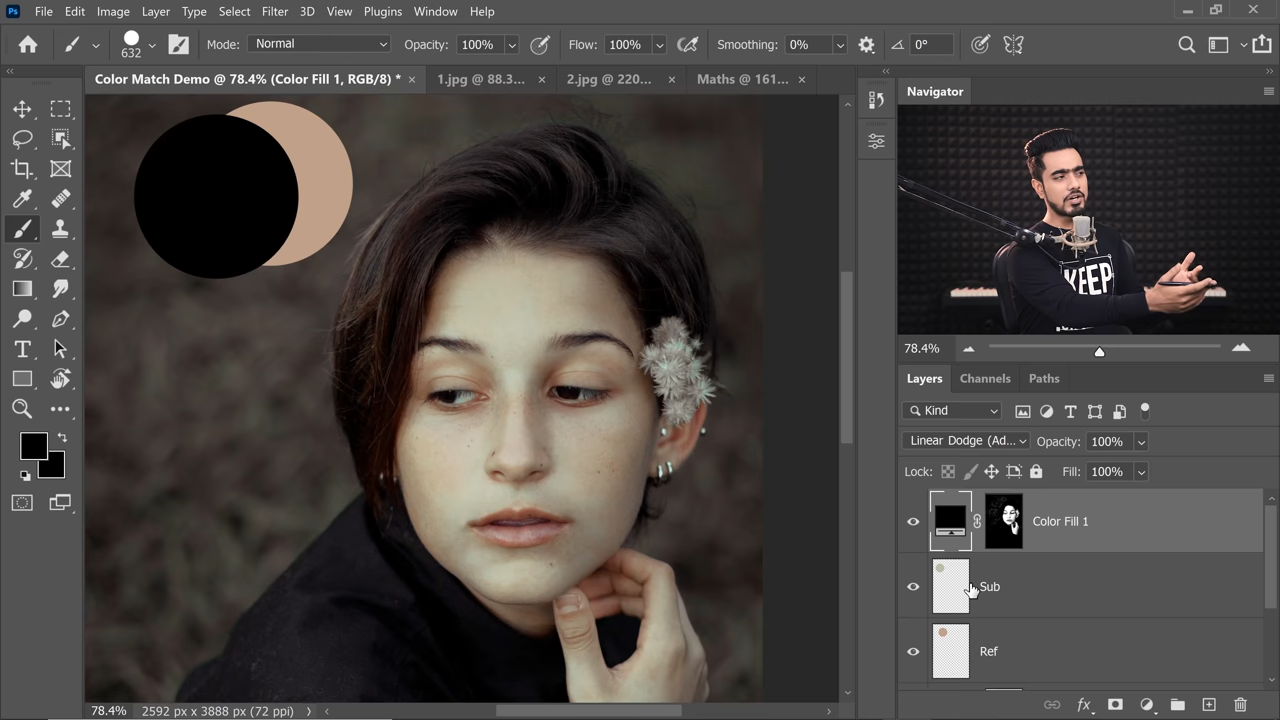 Ps File Edit Image Layer Type Select Filter 3D View Plugins Window Help
632 Mode: Normal Opacity: 100% Flow: 100% Smoothing: 0% 0°
Color Match Demo @ 78.4% (Color Fill 1, RGB/8) * × 1.jpg @ 88.3... × 2.jpg @ 220... × Maths @ 161... ×
Navigator
KEEP
78.4%
Layers Channels Paths
Kind
Linear Dodge (Ad... Opacity: 100%
Lock: Fill: 100%
Color Fill 1
Sub
Ref
78.4% 2592 px x 3888 px (72 ppi)